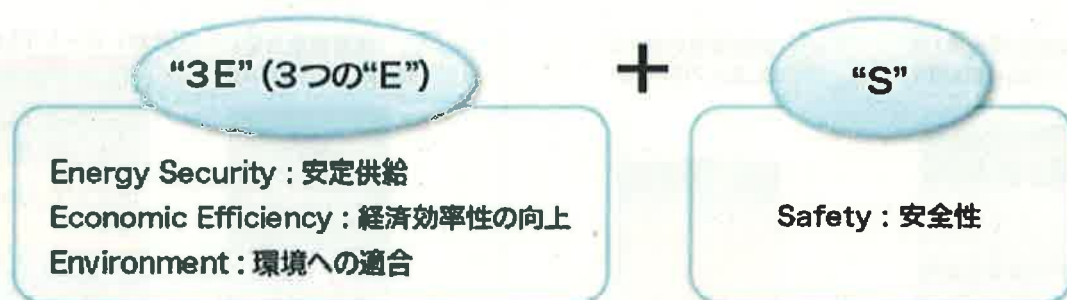 “3E” (3つの“E”)
+
“S”
Energy Security : 安定供給
Economic Efficiency : 経済効率性の向上
Environment : 環境への適合
Safety : 安全性